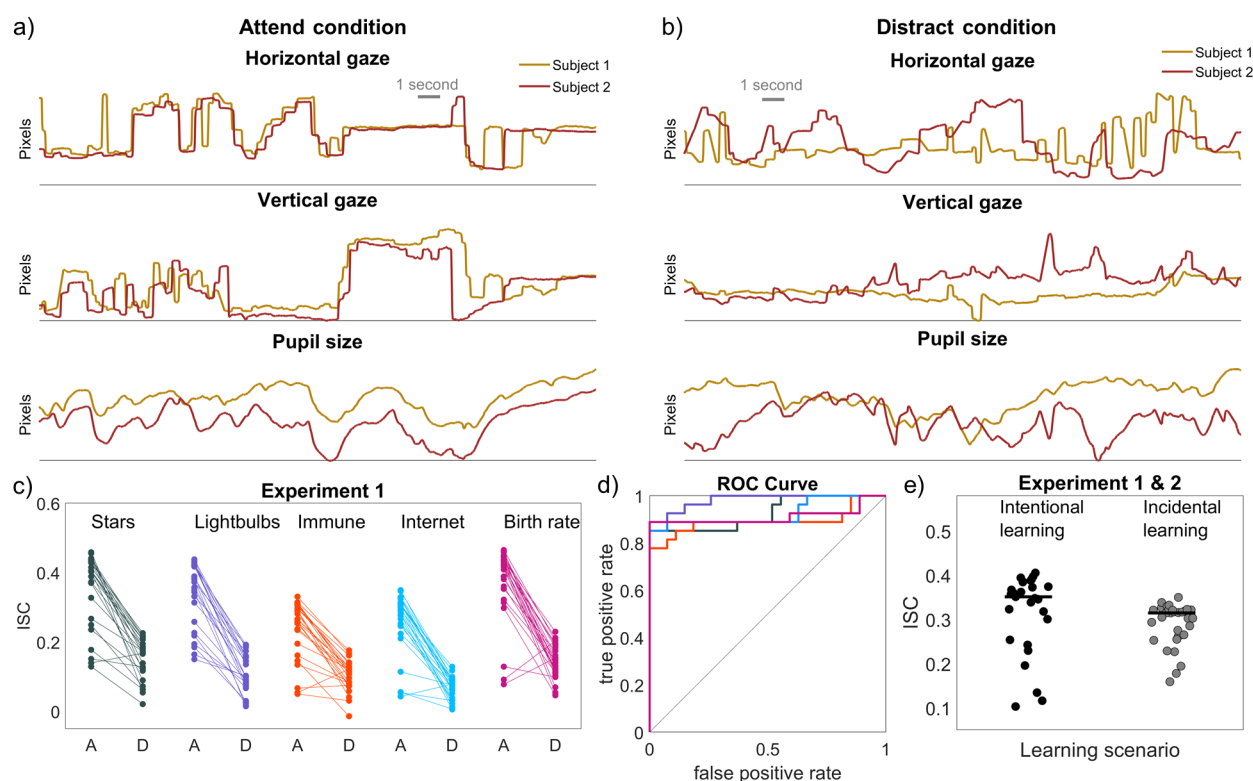 a)
Attend condition
Horizontal gaze
Subject 1
Subject 2
1 second
Pixels
Vertical gaze
Pixels
Pupil size
Pixels
b)
Distract condition
Horizontal gaze
Subject 1
Subject 2
1 second
Pixels
Vertical gaze
Pixels
Pupil size
Pixels
c)
Experiment 1
Stars
Lightbulbs
Immune
Internet
Birth rate
0.6
0.4
0.2
0
ISC
A D A D A D A D A D
d)
ROC Curve
1
0.8
0.6
0.4
0.2
0
true positive rate
0 0.5 1
false positive rate
e)
Experiment 1 & 2
Intentional
learning
Incidental
learning
0.5
0.4
0.3
0.2
0.1
ISC
Learning scenario